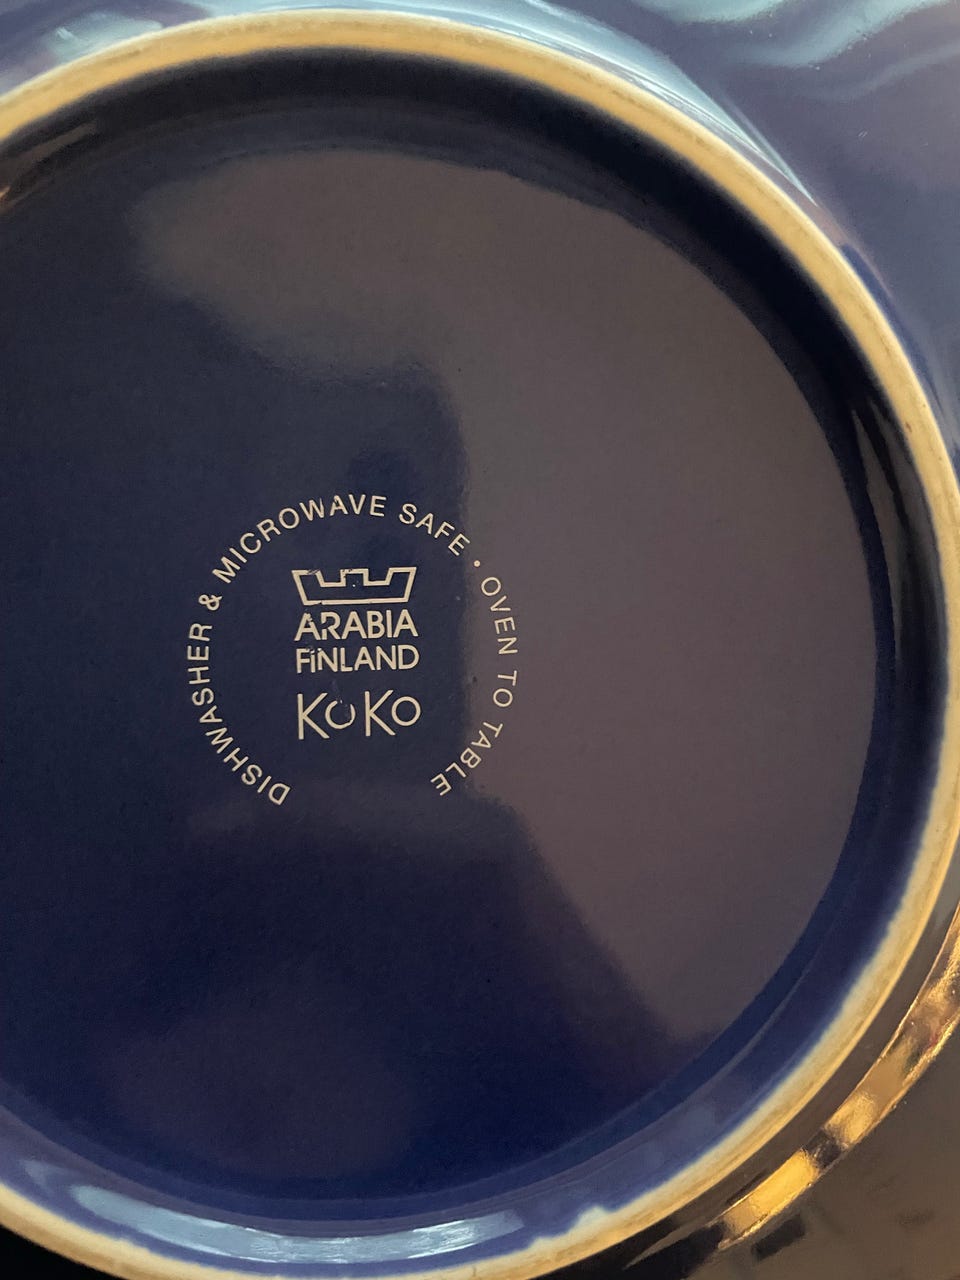 DISHWASHER & MICROWAVE SAFE • OVEN TO TABLE
ARABIA
FINLAND
KoKo